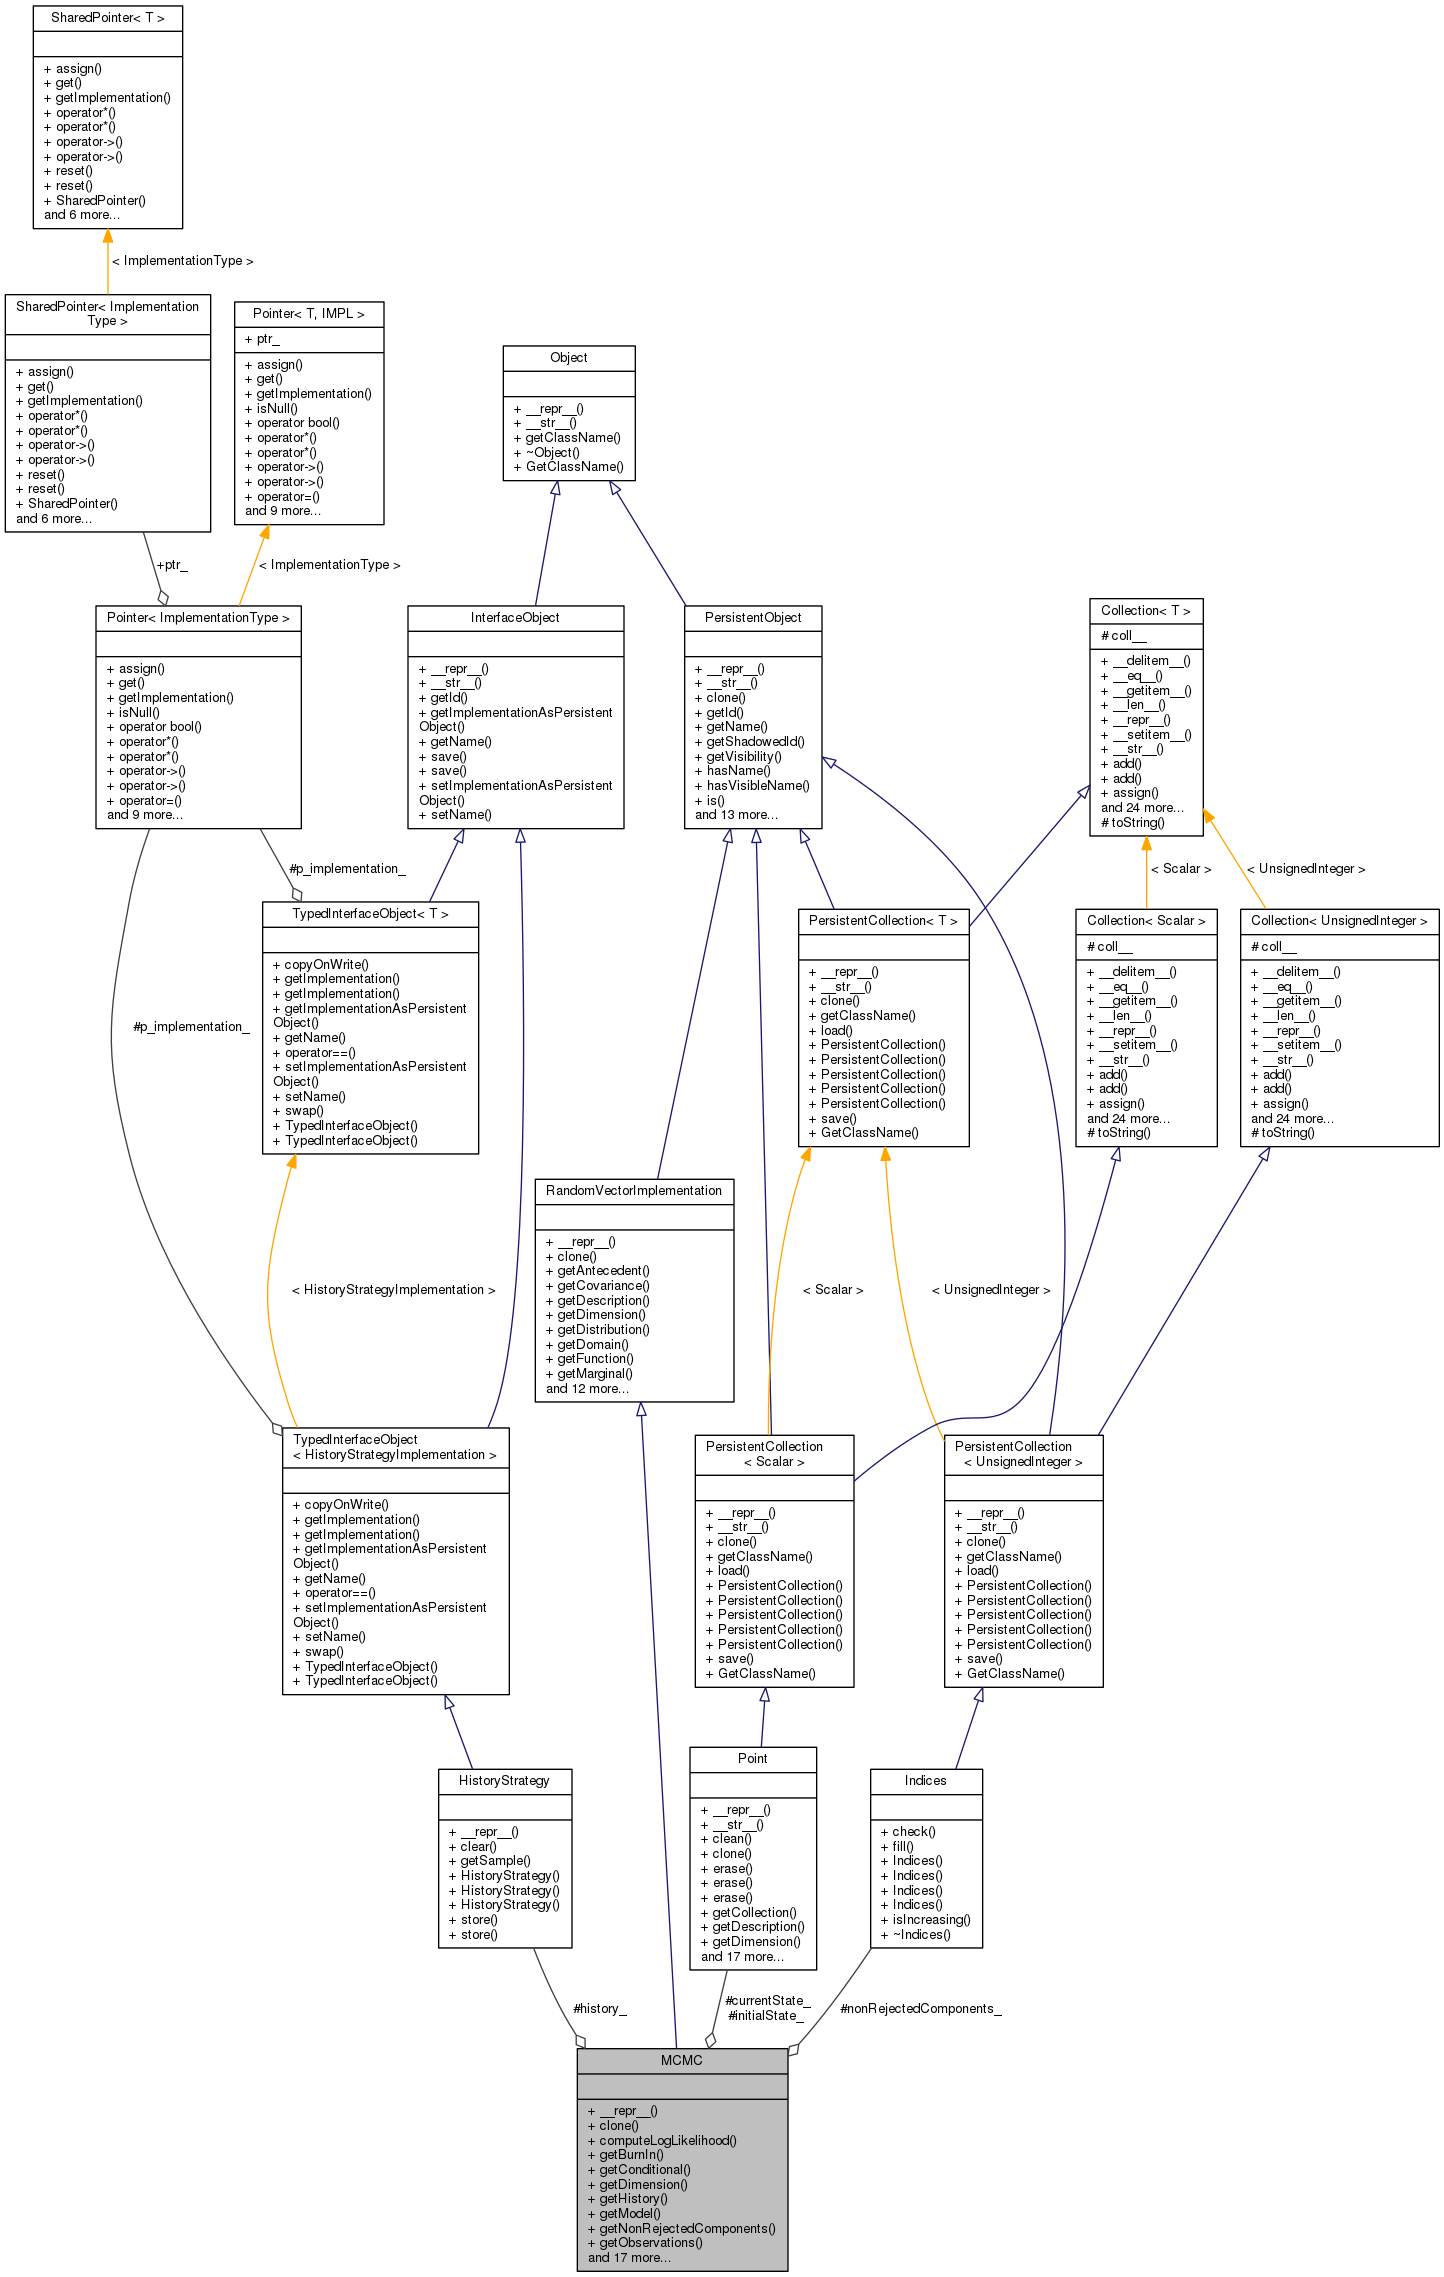 SharedPointer< T >
+ assign()
+ get()
+ getImplementation()
+ operator*()
+ operator*()
+ operator->()
+ operator->()
+ reset()
+ reset()
+ SharedPointer()
and 6 more...
< ImplementationType >
SharedPointer< Implementation
Type >
+ assign()
+ get()
+ getImplementation()
+ operator*()
+ operator*()
+ operator->()
+ operator->()
+ reset()
+ reset()
+ SharedPointer()
and 6 more...
Pointer< T, IMPL >
+ ptr_
+ assign()
+ get()
+ getImplementation()
+ isNull()
+ operator bool()
+ operator*()
+ operator*()
+ operator->()
+ operator->()
+ operator=()
and 9 more...
Object
+ __repr__()
+ __str__()
+ getClassName()
+ ~Object()
+ GetClassName()
+ptr_
< ImplementationType >
Pointer< ImplementationType >
+ assign()
+ get()
+ getImplementation()
+ isNull()
+ operator bool()
+ operator*()
+ operator*()
+ operator->()
+ operator->()
+ operator=()
and 9 more...
InterfaceObject
+ __repr__()
+ __str__()
+ getId()
+ getImplementationAsPersistent
Object()
+ getName()
+ save()
+ save()
+ setImplementationAsPersistent
Object()
+ setName()
PersistentObject
+ __repr__()
+ __str__()
+ clone()
+ getId()
+ getName()
+ getShadowedId()
+ getVisibility()
+ hasName()
+ hasVisibleName()
+ is()
and 13 more...
Collection< T >
# coll__
+ __delitem__()
+ __eq__()
+ __getitem__()
+ __len__()
+ __repr__()
+ __setitem__()
+ __str__()
+ add()
+ add()
+ assign()
and 24 more...
# toString()
#p_implementation_
< Scalar >
< UnsignedInteger >
TypedInterfaceObject< T >
+ copyOnWrite()
+ getImplementation()
+ getImplementation()
+ getImplementationAsPersistent
Object()
+ getName()
+ operator==()
+ setImplementationAsPersistent
Object()
+ setName()
+ swap()
+ TypedInterfaceObject()
+ TypedInterfaceObject()
PersistentCollection< T >
+ __repr__()
+ __str__()
+ clone()
+ getClassName()
+ load()
+ PersistentCollection()
+ PersistentCollection()
+ PersistentCollection()
+ PersistentCollection()
+ PersistentCollection()
+ save()
+ GetClassName()
Collection< Scalar >
# coll__
+ __delitem__()
+ __eq__()
+ __getitem__()
+ __len__()
+ __repr__()
+ __setitem__()
+ __str__()
+ add()
+ add()
+ assign()
and 24 more...
# toString()
Collection< UnsignedInteger >
# coll__
+ __delitem__()
+ __eq__()
+ __getitem__()
+ __len__()
+ __repr__()
+ __setitem__()
+ __str__()
+ add()
+ add()
+ assign()
and 24 more...
# toString()
#p_implementation_
RandomVectorImplementation
+ __repr__()
+ clone()
+ getAntecedent()
+ getCovariance()
+ getDescription()
+ getDimension()
+ getDistribution()
+ getDomain()
+ getFunction()
+ getMarginal()
and 12 more...
< HistoryStrategyImplementation >
< Scalar >
< UnsignedInteger >
TypedInterfaceObject
< HistoryStrategyImplementation >
+ copyOnWrite()
+ getImplementation()
+ getImplementation()
+ getImplementationAsPersistent
Object()
+ getName()
+ operator==()
+ setImplementationAsPersistent
Object()
+ setName()
+ swap()
+ TypedInterfaceObject()
+ TypedInterfaceObject()
PersistentCollection
< Scalar >
+ __repr__()
+ __str__()
+ clone()
+ getClassName()
+ load()
+ PersistentCollection()
+ PersistentCollection()
+ PersistentCollection()
+ PersistentCollection()
+ PersistentCollection()
+ save()
+ GetClassName()
PersistentCollection
< UnsignedInteger >
+ __repr__()
+ __str__()
+ clone()
+ getClassName()
+ load()
+ PersistentCollection()
+ PersistentCollection()
+ PersistentCollection()
+ PersistentCollection()
+ PersistentCollection()
+ save()
+ GetClassName()
HistoryStrategy
+ __repr__()
+ clear()
+ getSample()
+ HistoryStrategy()
+ HistoryStrategy()
+ HistoryStrategy()
+ store()
+ store()
Point
+ __repr__()
+ __str__()
+ clean()
+ clone()
+ erase()
+ erase()
+ erase()
+ getCollection()
+ getDescription()
+ getDimension()
and 17 more...
Indices
+ check()
+ fill()
+ Indices()
+ Indices()
+ Indices()
+ Indices()
+ isIncreasing()
+ ~Indices()
#history_
#currentState_
#initialState_
#nonRejectedComponents_
MCMC
+ __repr__()
+ clone()
+ computeLogLikelihood()
+ getBurnIn()
+ getConditional()
+ getDimension()
+ getHistory()
+ getModel()
+ getNonRejectedComponents()
+ getObservations()
and 17 more...